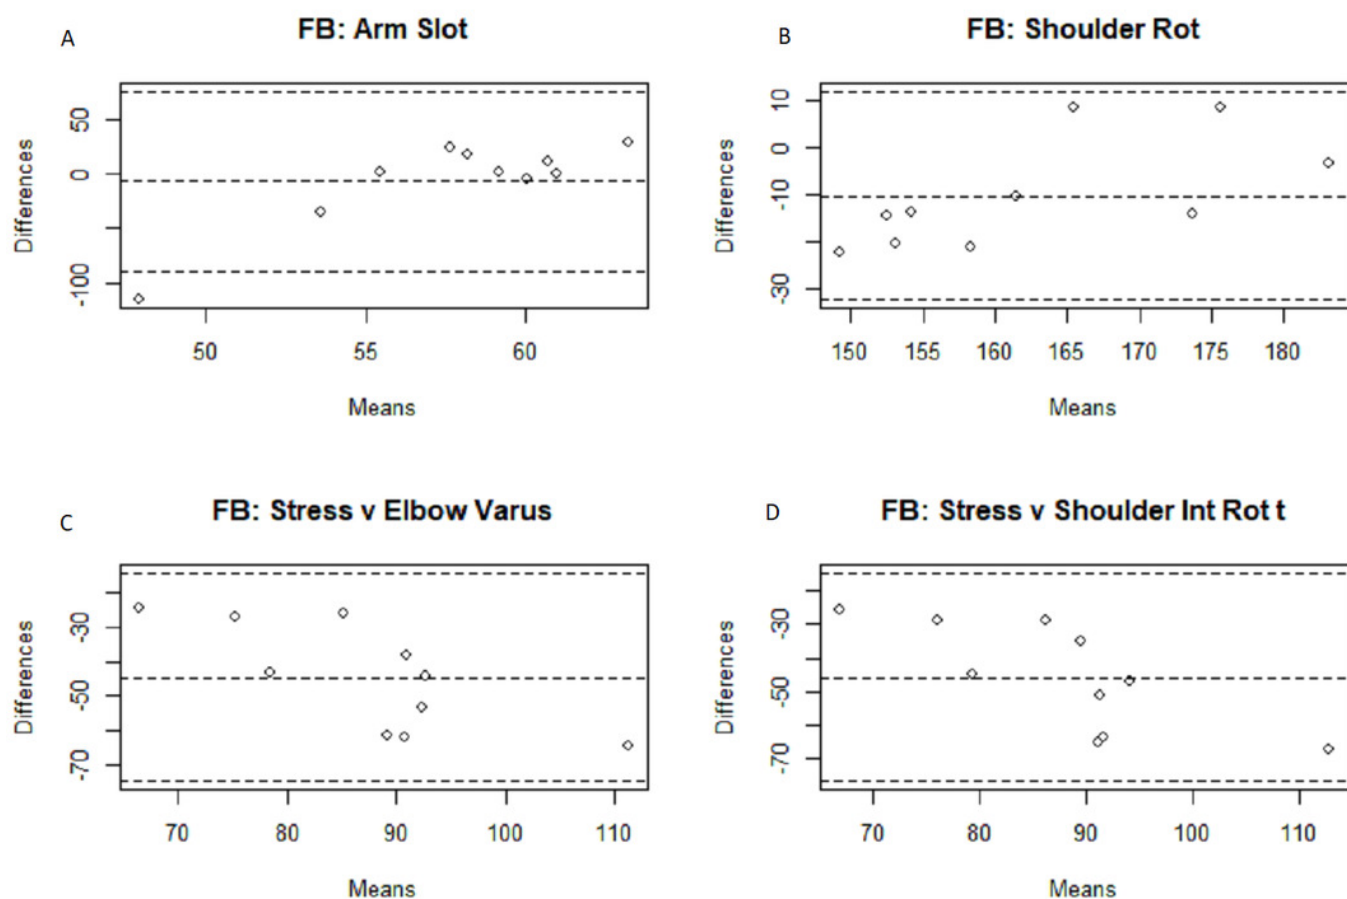 A
FB: Arm Slot
Differences
50
0
-100
50
55
60
Means
B
FB: Shoulder Rot
Differences
10
0
-10
-30
150
155
160
165
170
175
180
Means
C
FB: Stress v Elbow Varus
Differences
-30
-50
-70
70
80
90
100
110
Means
D
FB: Stress v Shoulder Int Rot t
Differences
-30
-50
-70
70
80
90
100
110
Means